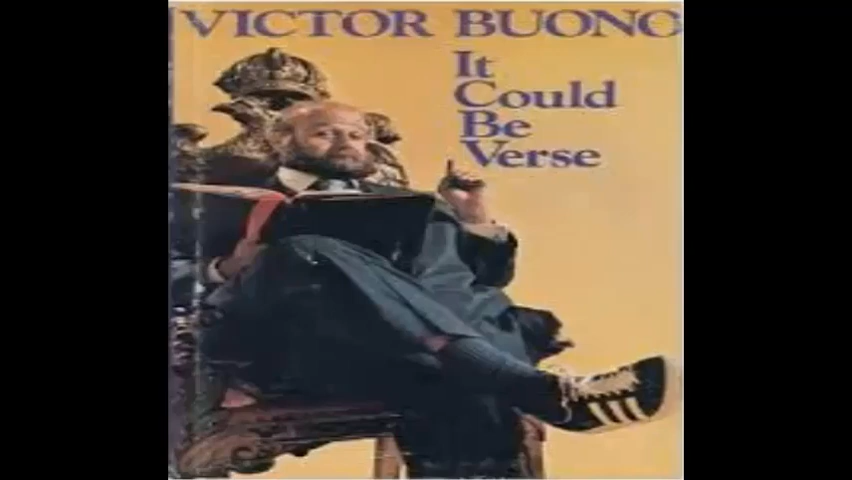 VICTOR BUONO
It
Could
Be
Verse